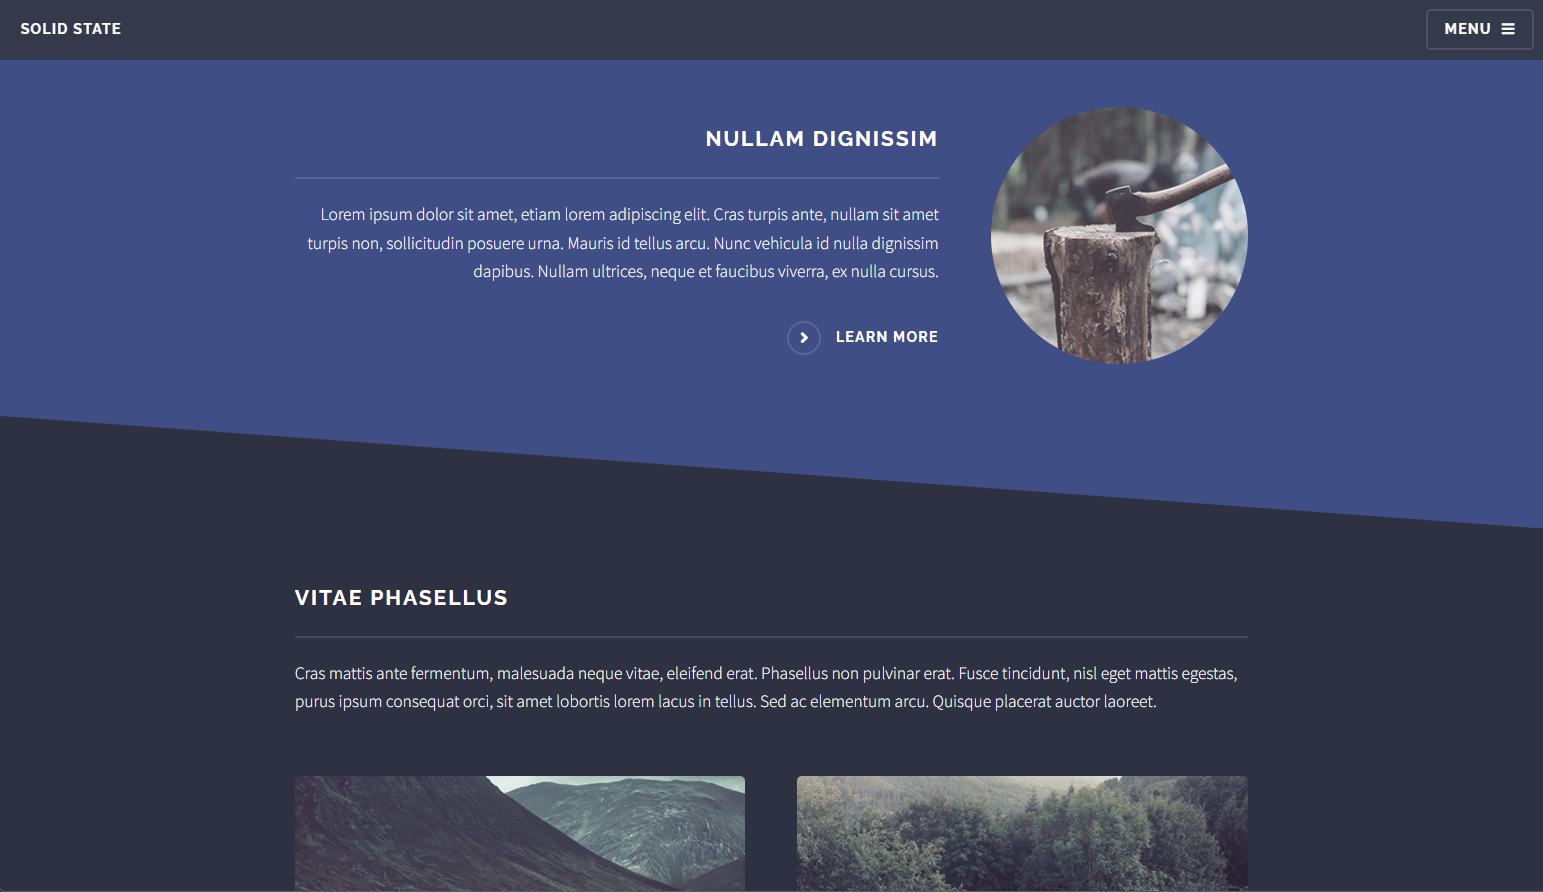 SOLID STATE
MENU
NULLAM DIGNISSIM
Lorem ipsum dolor sit amet, etiam lorem adipiscing elit. Cras turpis ante, nullam sit amet
turpis non, sollicitudin posuere urna. Mauris id tellus arcu. Nunc vehicula id nulla dignissim
dapibus. Nullam ultrices, neque et faucibus viverra, ex nulla cursus.
LEARN MORE
VITAE PHASELLUS
Cras mattis ante fermentum, malesuada neque vitae, eleifend erat. Phasellus non pulvinar erat. Fusce tincidunt, nisl eget mattis egestas,
purus ipsum consequat orci, sit amet lobortis lorem lacus in tellus. Sed ac elementum arcu. Quisque placerat auctor laoreet.